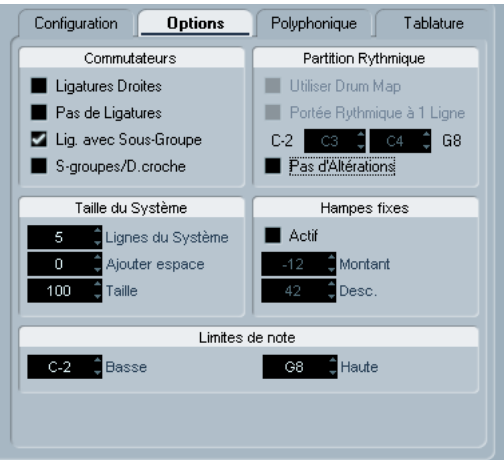 Configuration Options Polyphonique Tablature
Commutateurs
Ligatures Droites
Pas de Ligatures
Lig. avec Sous-Groupe
S-groupes/D.croche
Partition Rythmique
Utiliser Drum Map
Portée Rythmique à 1 Ligne
C-2 C3 C4 G8
Pas d'Altérations
Taille du Système
5 Lignes du Système
0 Ajouter espace
100 Taille
Hampes fixes
Actif
-12 Montant
42 Desc.
Limites de note
C-2 Basse G8 Haute